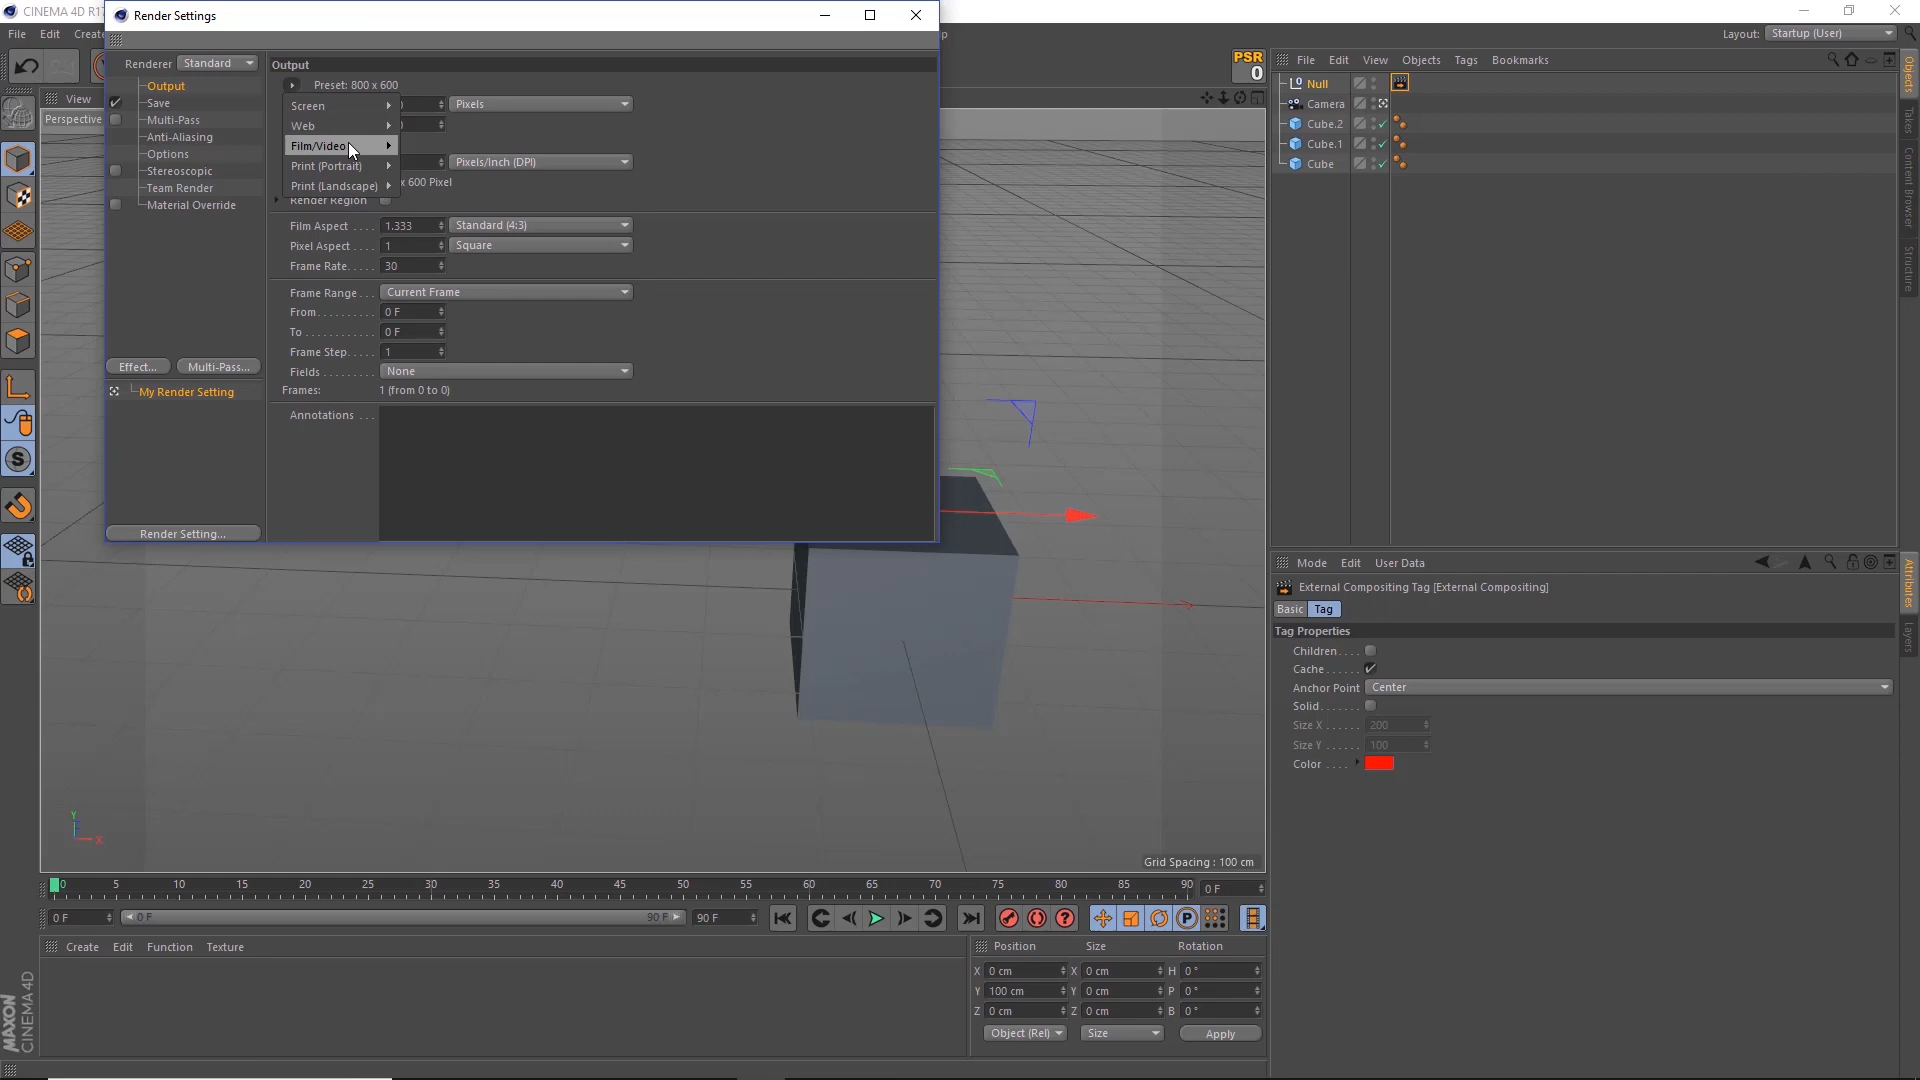 CINEMA 4D R17
Render Settings
File Edit Create
Layout: Startup (User)
Renderer Standard
Output
Save
Multi-Pass
Anti-Aliasing
Options
Stereoscopic
Team Render
Material Override
Effect... Multi-Pass...
My Render Setting
Render Setting...
Output
Preset: 800 x 600
Screen
Web
Film/Video
Print (Portrait)
Print (Landscape)
Pixels
Pixels/Inch (DPI)
x 600 Pixel
Render Region
Film Aspect .... 1.333 Standard (4:3)
Pixel Aspect .... 1 Square
Frame Rate..... 30
Frame Range... Current Frame
From.......... 0 F
To ............ 0 F
Frame Step..... 1
Fields ......... None
Frames: 1 (from 0 to 0)
Annotations ...
View
Perspective
PSR
0
Y
X
Grid Spacing : 100 cm
File Edit View Objects Tags Bookmarks
Null
Camera
Cube.2
Cube.1
Cube
Objects
Takes
Content Browser
Structure
Mode Edit User Data
External Compositing Tag [External Compositing]
Basic Tag
Tag Properties
Children....
Cache......
Anchor Point Center
Solid.......
Size X ...... 200
Size Y ...... 100
Color ....
Attributes
Layers
0 5 10 15 20 25 30 35 40 45 50 55 60 65 70 75 80 85 90 0 F
0 F 0 F 90 F 90 F
Create Edit Function Texture
Position Size Rotation
X 0 cm X 0 cm H 0 °
Y 100 cm Y 0 cm P 0 °
Z 0 cm Z 0 cm B 0 °
Object (Rel) Size Apply
MAXON
CINEMA 4D